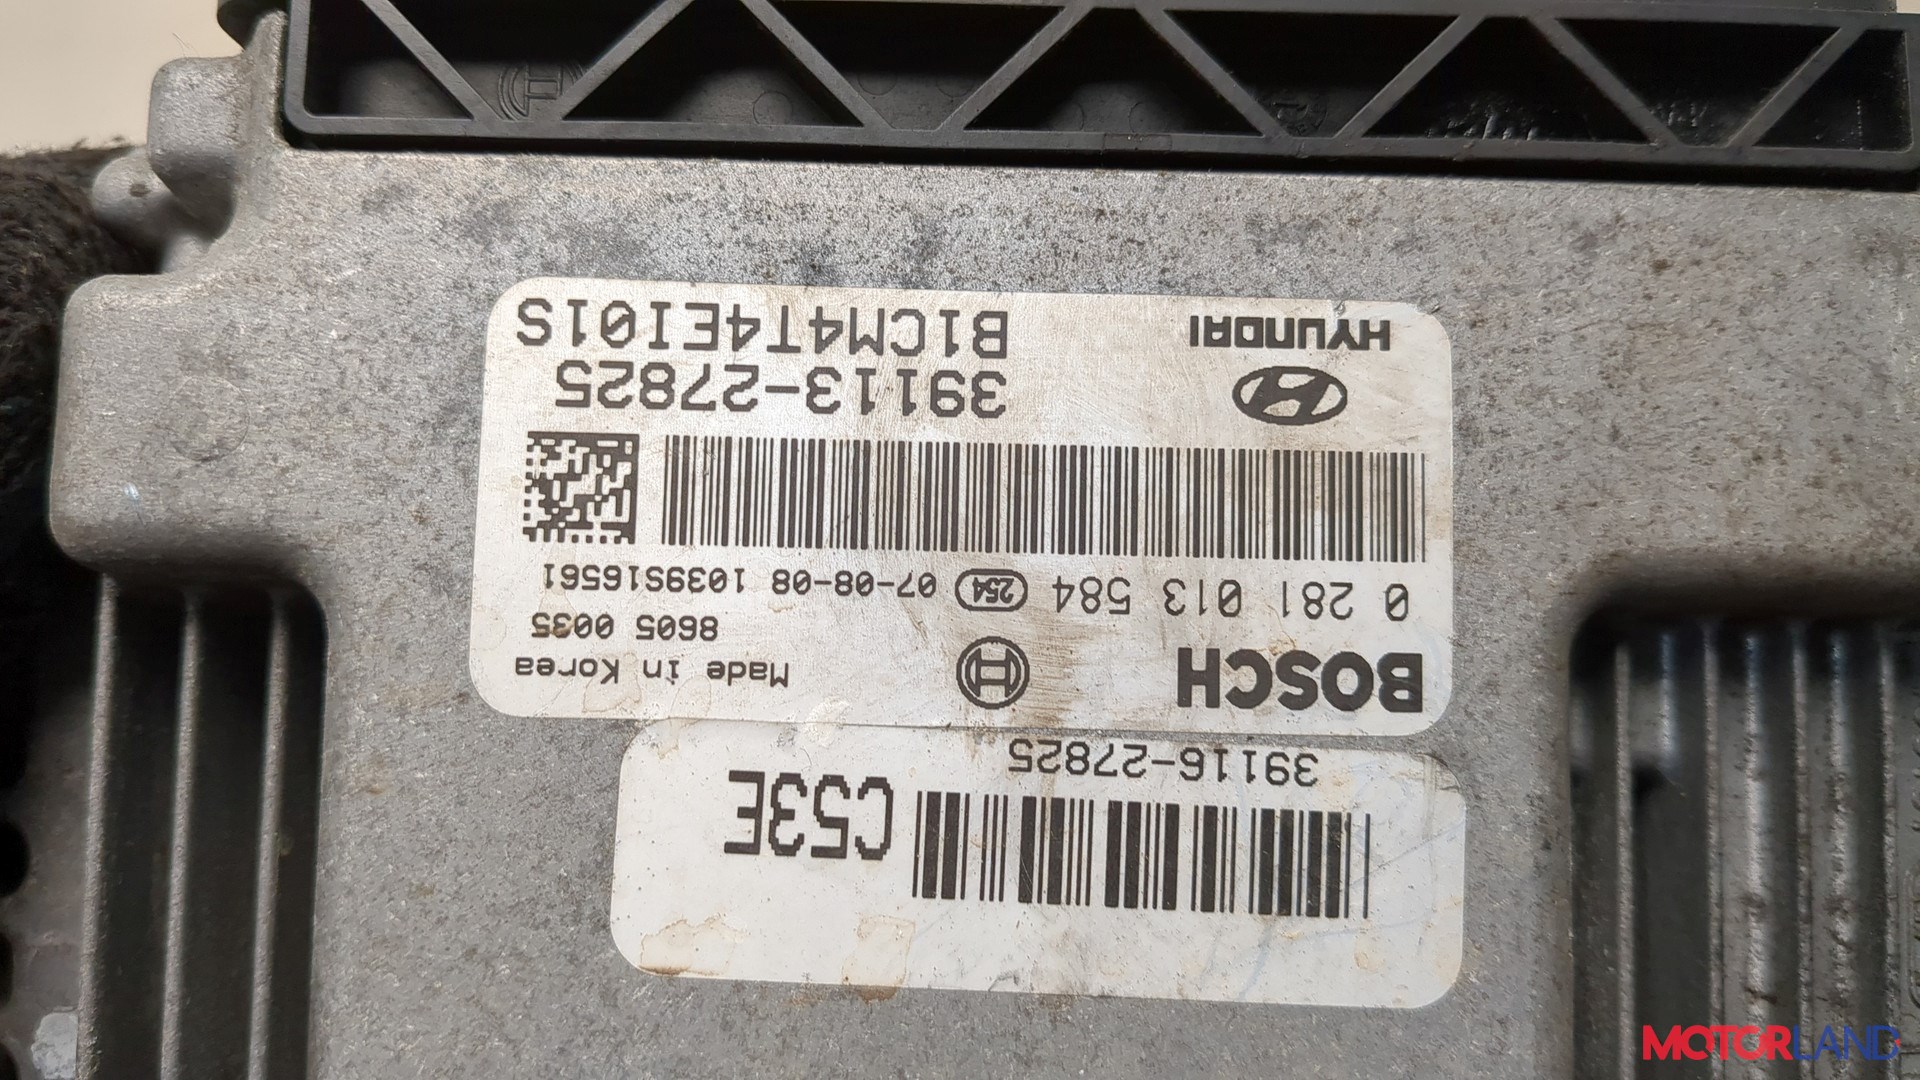 39116-27825
C53E
BOSCH
Made in Korea
8605 0035
0 281 013 584 254 07-08-08 1039S16561
39113-27825
HYUNDAI
B1CM4T4EI01S
MOTORLAND